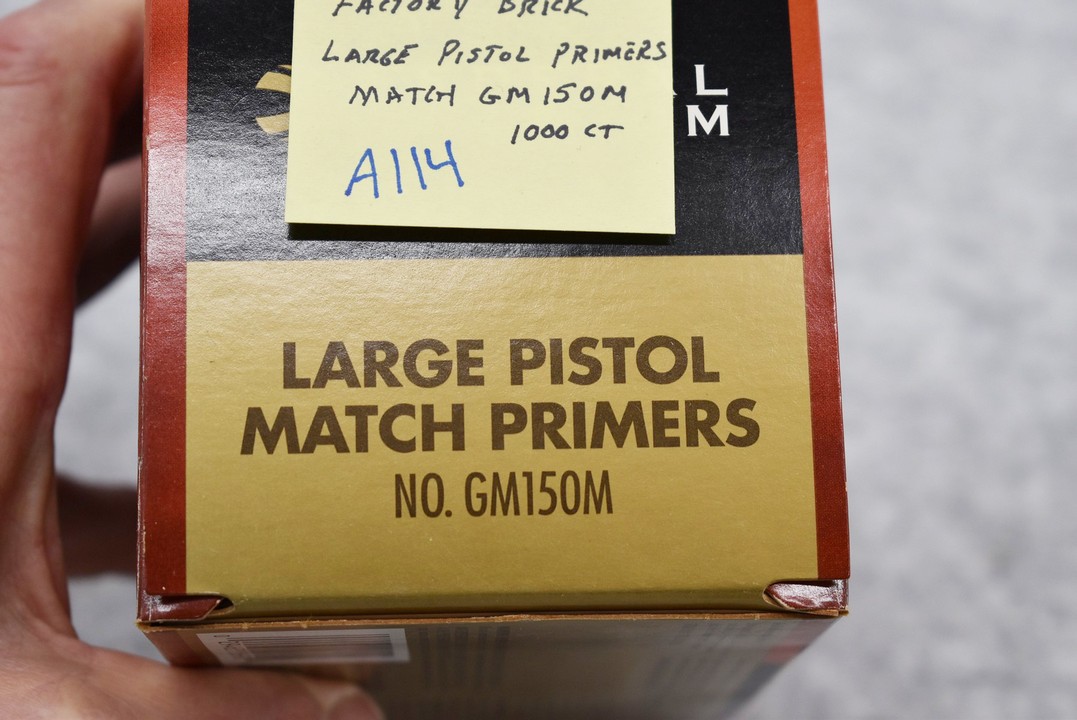 FACTORY BRICK
LARGE PISTOL PRIMERS
MATCH GM150M
1000 CT
A114
L
M
LARGE PISTOL
MATCH PRIMERS
NO. GM150M